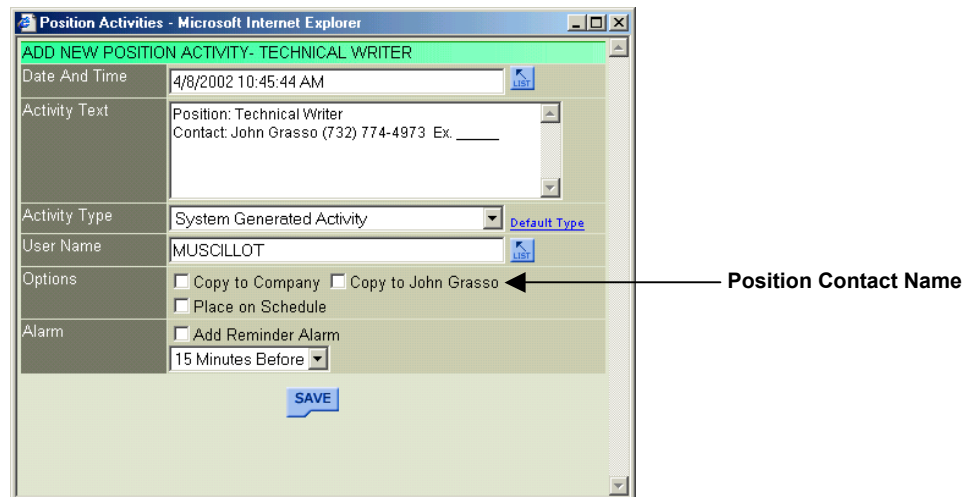 Position Activities - Microsoft Internet Explorer
ADD NEW POSITION ACTIVITY- TECHNICAL WRITER
Date And Time 4/8/2002 10:45:44 AM LIST
Activity Text Position: Technical Writer
Contact: John Grasso (732) 774-4973 Ex. _____
Activity Type System Generated Activity Default Type
User Name MUSCILLOT LIST
Options Copy to Company Copy to John Grasso Position Contact Name
Place on Schedule
Alarm Add Reminder Alarm
15 Minutes Before
SAVE